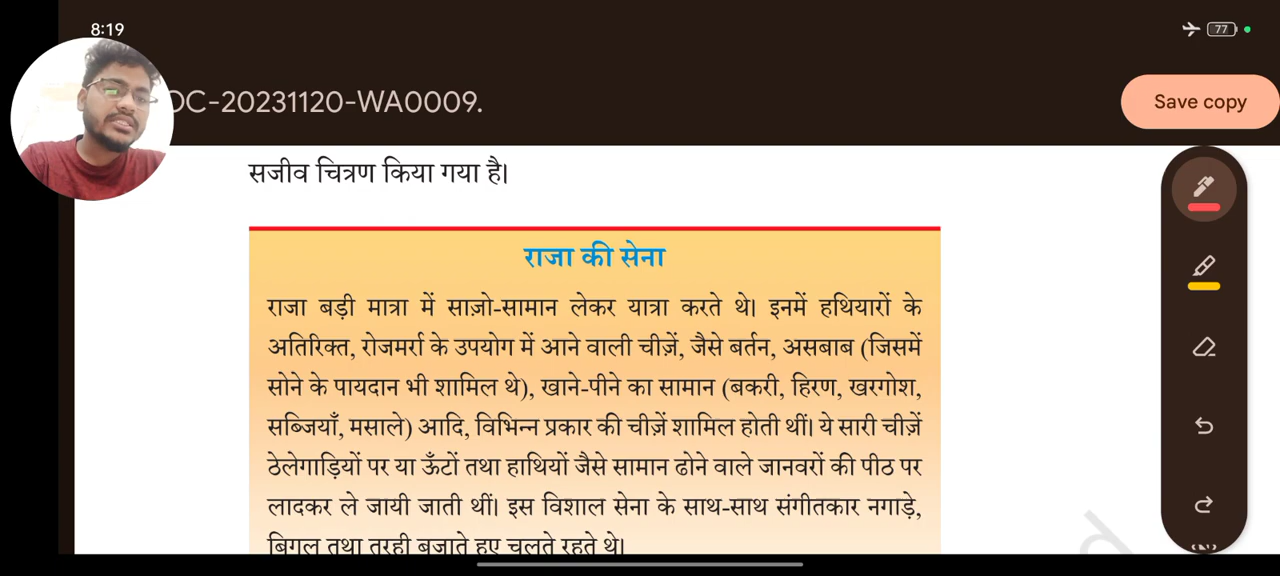 8:19
77
OC-20231120-WA0009.
Save copy
सजीव चित्रण किया गया है।
राजा की सेना
राजा बड़ी मात्रा में साज़ो-सामान लेकर यात्रा करते थे। इनमें हथियारों के
अतिरिक्त, रोजमर्रा के उपयोग में आने वाली चीज़ें, जैसे बर्तन, असबाब (जिसमें
सोने के पायदान भी शामिल थे), खाने-पीने का सामान (बकरी, हिरण, खरगोश,
सब्जियाँ, मसाले) आदि, विभिन्न प्रकार की चीज़ें शामिल होती थीं। ये सारी चीज़ें
ठेलेगाड़ियों पर या ऊँटों तथा हाथियों जैसे सामान ढोने वाले जानवरों की पीठ पर
लादकर ले जायी जाती थीं। इस विशाल सेना के साथ-साथ संगीतकार नगाड़े,
बिगुल तथा तुरही बजाते हुए चलते रहते थे।